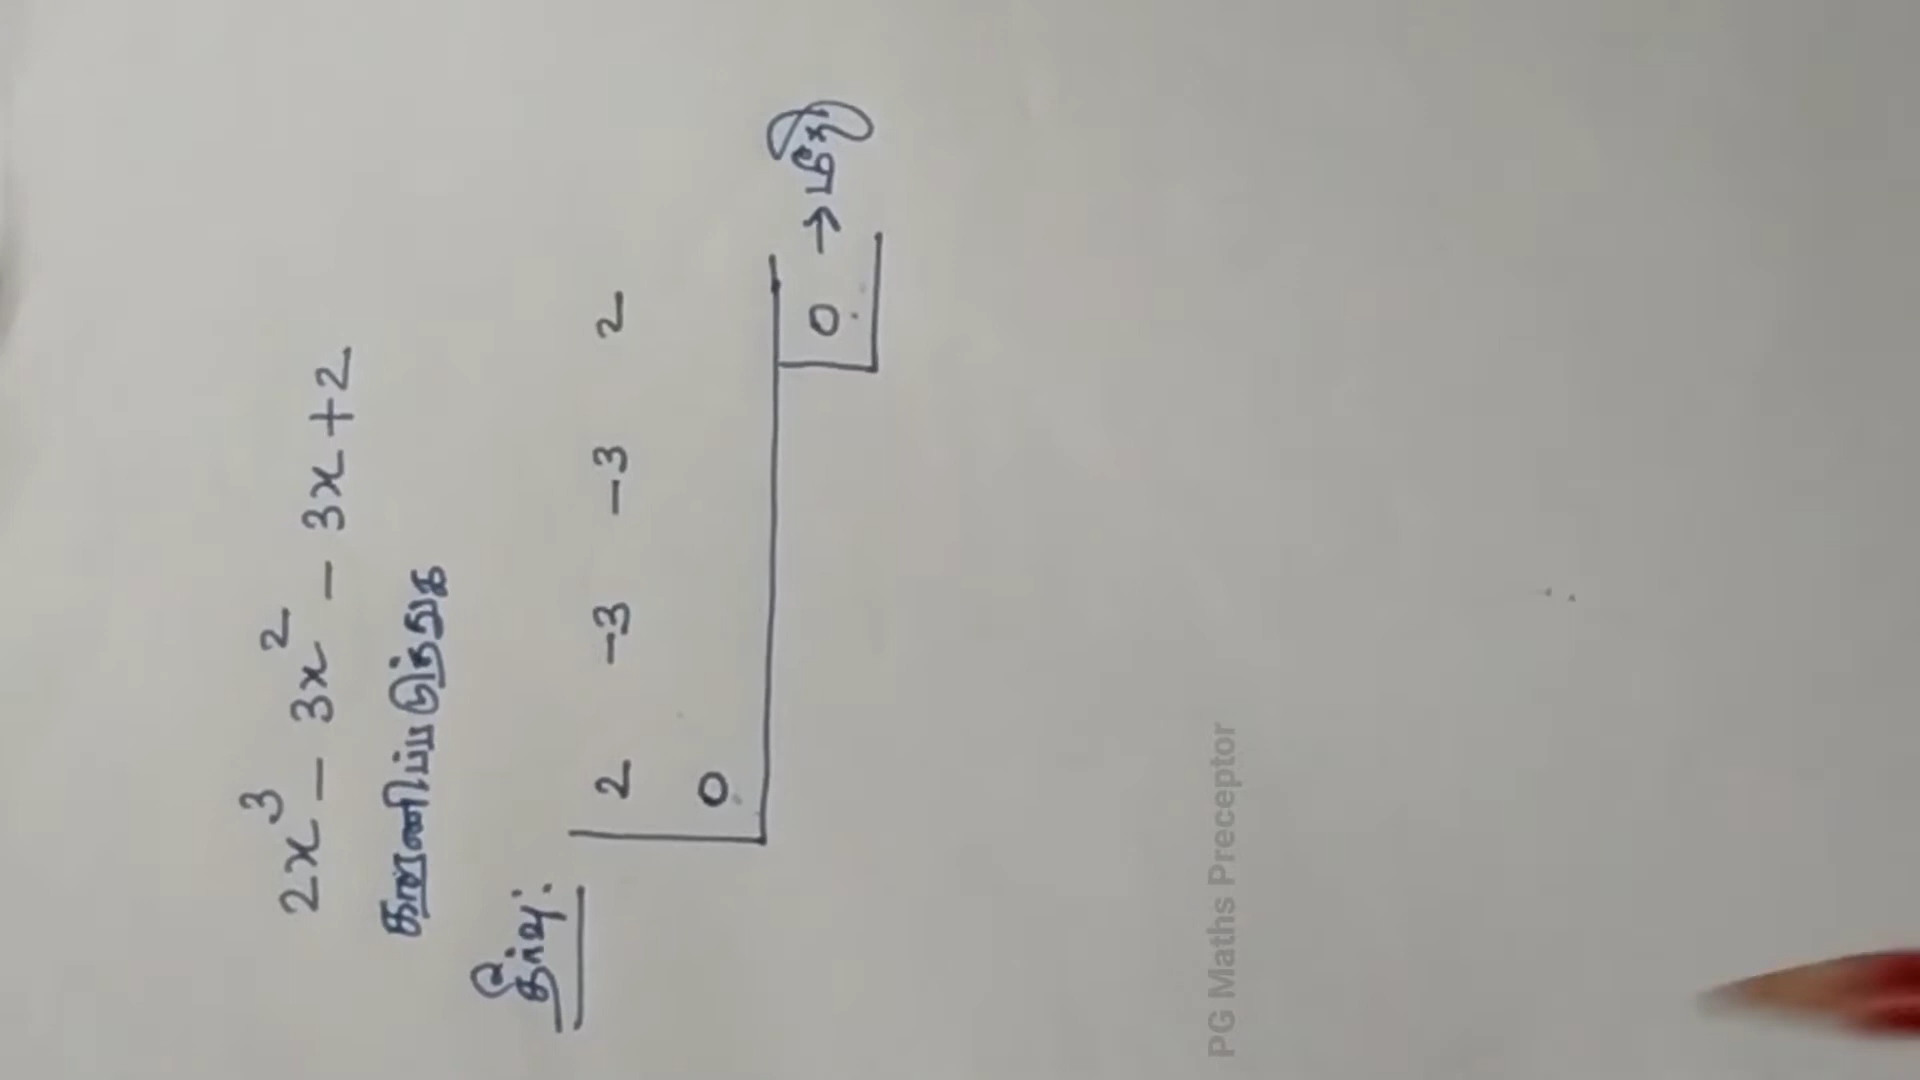 2x³ - 3x² - 3x + 2
காரணிப்படுத்துக
தீர்வு:
2 -3 -3 2
0
0 → மீதி
PG Maths Preceptor